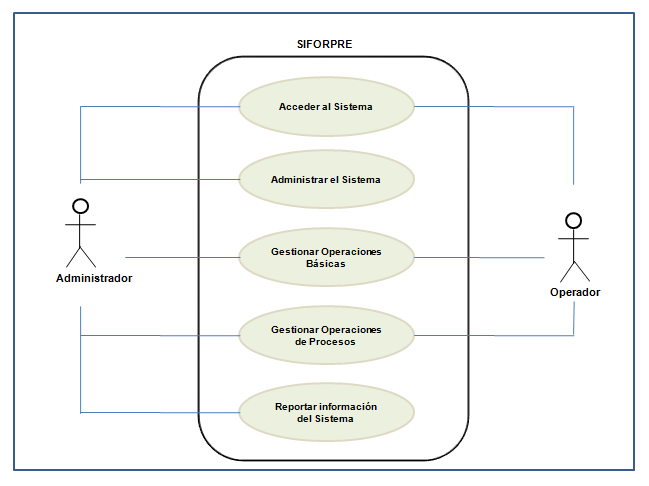 SIFORPRE
Acceder al Sistema
Administrar el Sistema
Gestionar Operaciones
Básicas
Administrador
Operador
Gestionar Operaciones
de Procesos
Reportar información
del Sistema